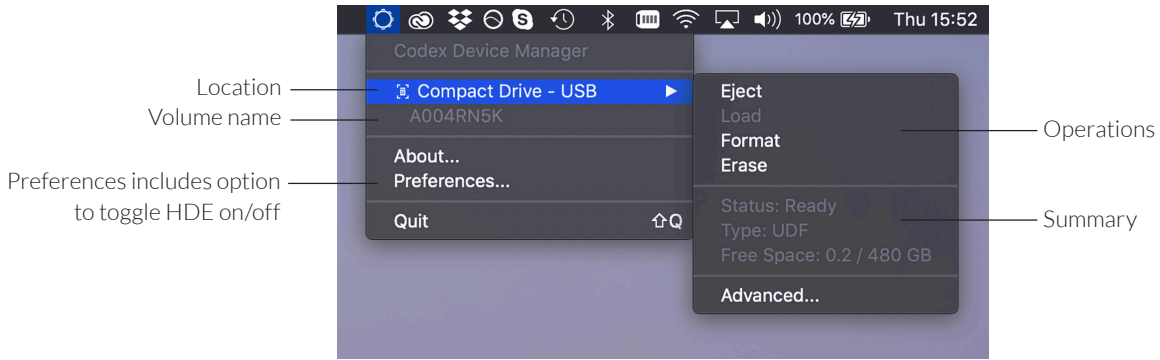 100% Thu 15:52
Codex Device Manager
Location
Compact Drive - USB
Eject
Volume name
A004RN5K
Load
Operations
Format
About...
Erase
Preferences includes option
to toggle HDE on/off
Preferences...
Status: Ready
Quit ⇧Q
Summary
Type: UDF
Free Space: 0.2 / 480 GB
Advanced...